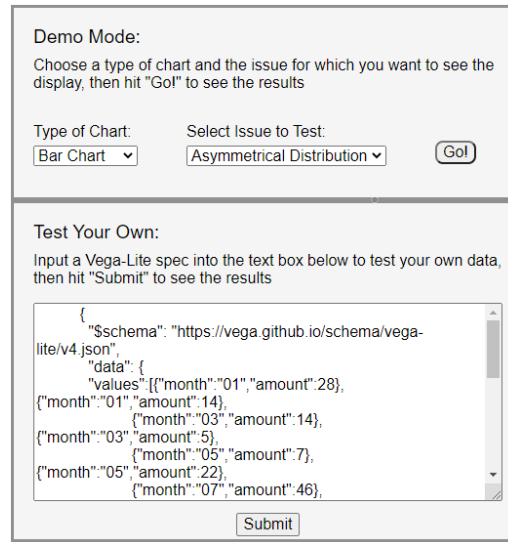 Demo Mode:
Choose a type of chart and the issue for which you want to see the
display, then hit "Go!" to see the results
Type of Chart: Select Issue to Test:
Bar Chart Asymmetrical Distribution Go!
Test Your Own:
Input a Vega-Lite spec into the text box below to test your own data,
then hit "Submit" to see the results
{
"$schema": "https://vega.github.io/schema/vega-
lite/v4.json",
"data": {
"values":[{"month":"01","amount":28},
{"month":"01","amount":14},
{"month":"03","amount":14},
{"month":"03","amount":5},
{"month":"05","amount":7},
{"month":"05","amount":22},
{"month":"07","amount":46},
Submit